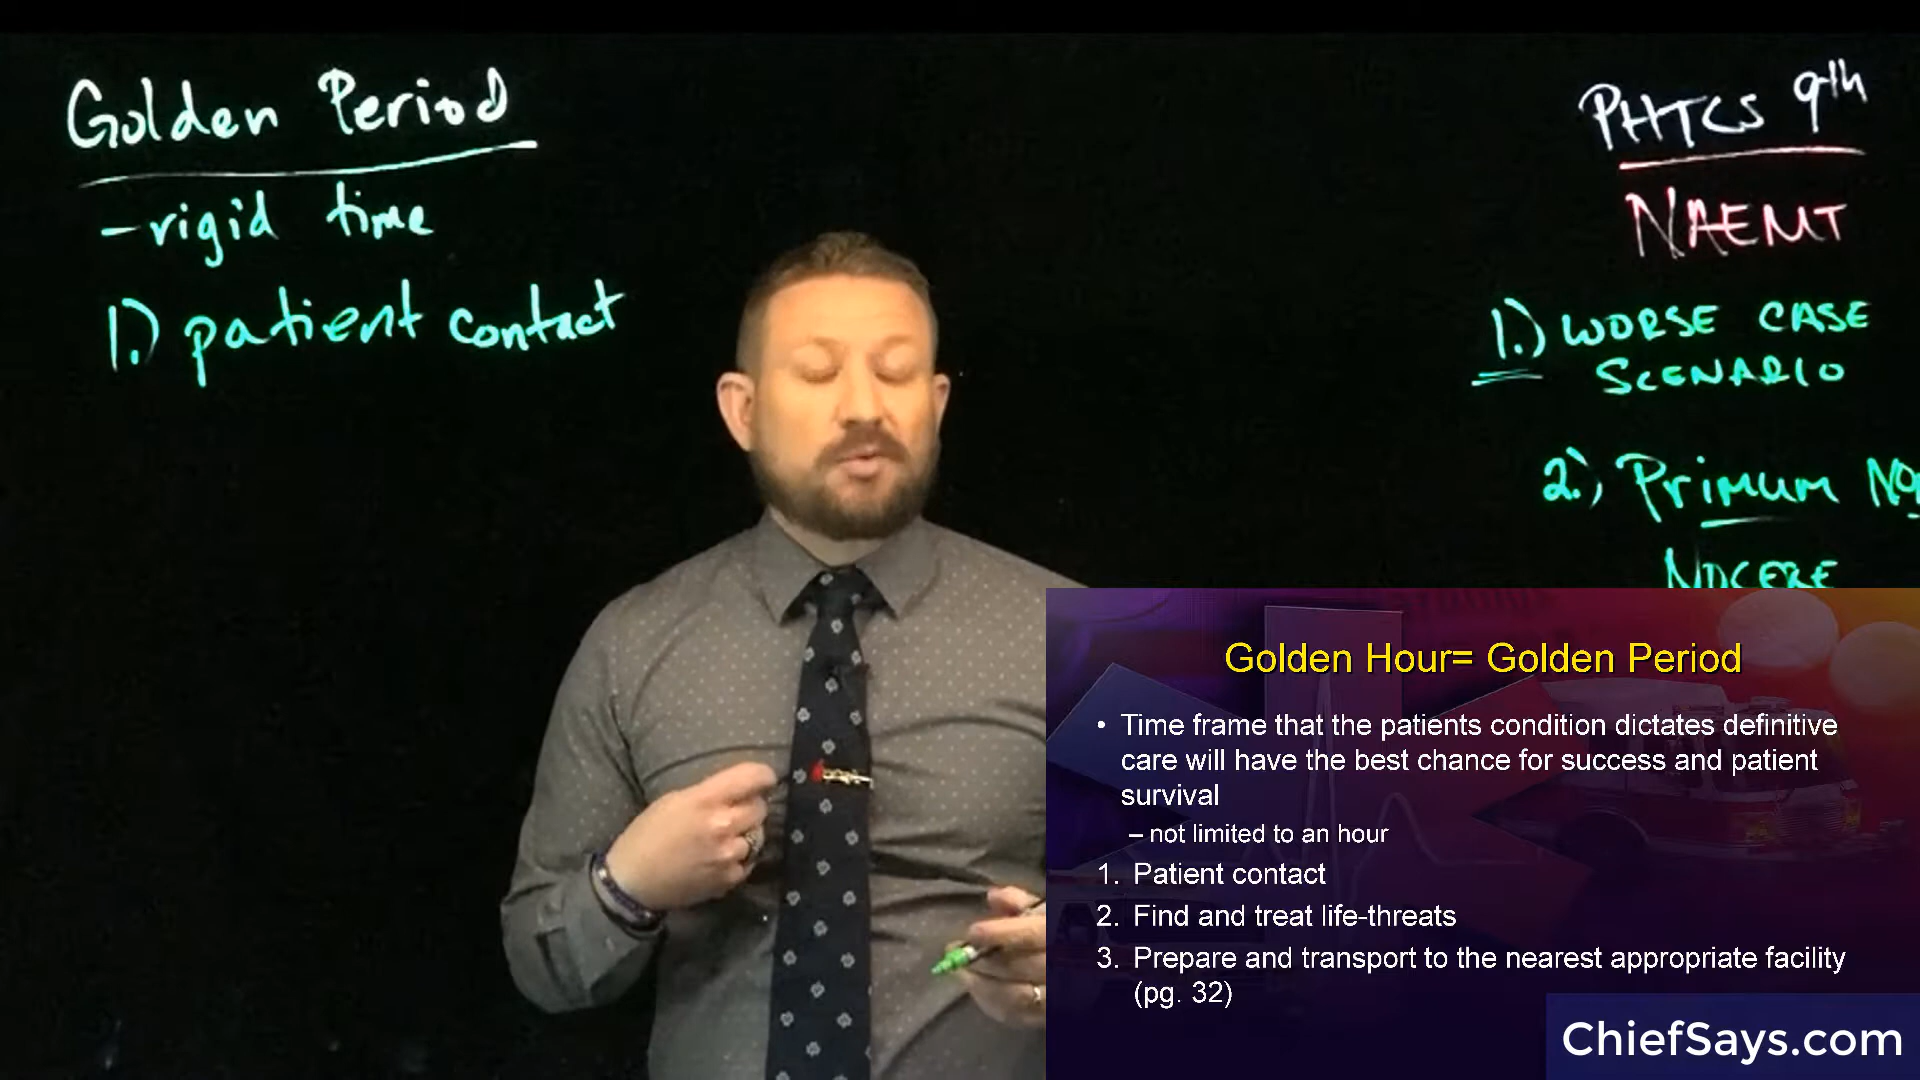 Golden Period
- rigid time
1.) patient contact
PHTCS 9th
NAEMT
1.) WORSE CASE
SCENARIO
2.) Primum
NOCERE
Golden Hour= Golden Period
• Time frame that the patients condition dictates definitive
care will have the best chance for success and patient
survival
– not limited to an hour
1. Patient contact
2. Find and treat life-threats
3. Prepare and transport to the nearest appropriate facility
(pg. 32)
ChiefSays.com